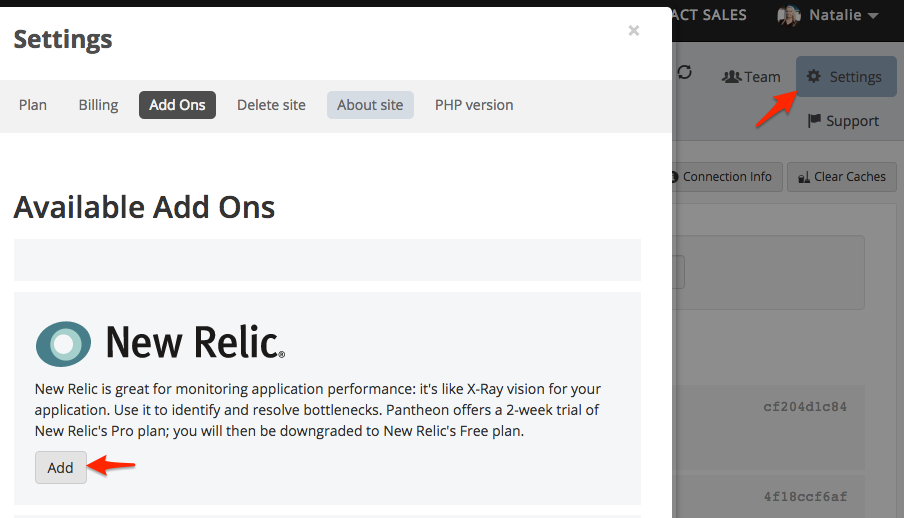 Settings
×
Plan Billing Add Ons Delete site About site PHP version
Available Add Ons
New Relic®
New Relic is great for monitoring application performance: it's like X-Ray vision for your
application. Use it to identify and resolve bottlenecks. Pantheon offers a 2-week trial of
New Relic's Pro plan; you will then be downgraded to New Relic's Free plan.
Add
ACT SALES Natalie
Team Settings
Support
Connection Info Clear Caches
cf204d1c84
4f18ccf6af